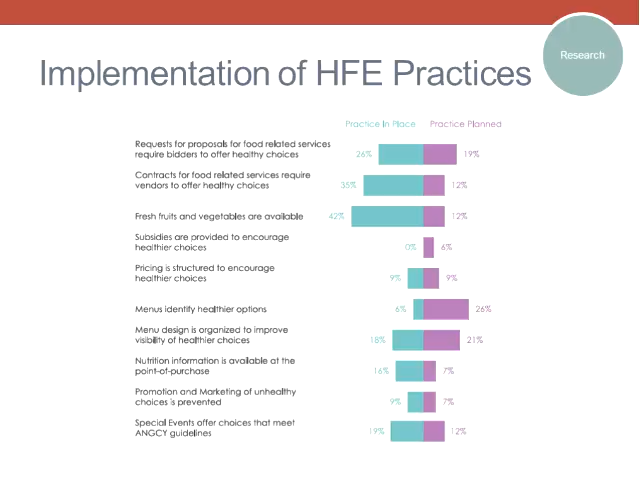 Research
Implementation of HFE Practices
Practice In Place Practice Planned
Requests for proposals for food related services
require bidders to offer healthy choices
26% 19%
Contracts for food related services require
vendors to offer healthy choices
35% 12%
Fresh fruits and vegetables are available
42% 12%
Subsidies are provided to encourage
healthier choices
0% 6%
Pricing is structured to encourage
healthier choices
9% 9%
Menus identify healthier options
6% 26%
Menu design is organized to improve
visibility of healthier choices
18% 21%
Nutrition information is available at the
point-of-purchase
16% 7%
Promotion and Marketing of unhealthy
choices is prevented
9% 7%
Special Events offer choices that meet
ANGCY guidelines
19% 12%